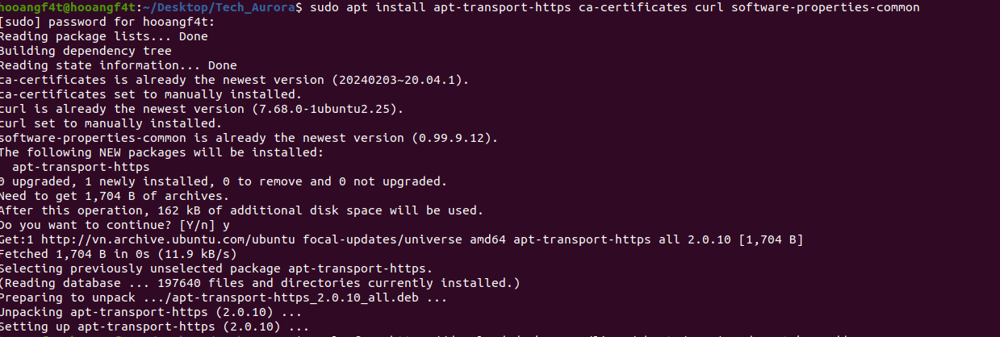 hooangf4t@hooangf4t:~/Desktop/Tech_Aurora$ sudo apt install apt-transport-https ca-certificates curl software-properties-common
[sudo] password for hooangf4t:
Reading package lists... Done
Building dependency tree
Reading state information... Done
ca-certificates is already the newest version (20240203~20.04.1).
ca-certificates set to manually installed.
curl is already the newest version (7.68.0-1ubuntu2.25).
curl set to manually installed.
software-properties-common is already the newest version (0.99.9.12).
The following NEW packages will be installed:
  apt-transport-https
0 upgraded, 1 newly installed, 0 to remove and 0 not upgraded.
Need to get 1,704 B of archives.
After this operation, 162 kB of additional disk space will be used.
Do you want to continue? [Y/n] y
Get:1 http://vn.archive.ubuntu.com/ubuntu focal-updates/universe amd64 apt-transport-https all 2.0.10 [1,704 B]
Fetched 1,704 B in 0s (11.9 kB/s)
Selecting previously unselected package apt-transport-https.
(Reading database ... 197640 files and directories currently installed.)
Preparing to unpack .../apt-transport-https_2.0.10_all.deb ...
Unpacking apt-transport-https (2.0.10) ...
Setting up apt-transport-https (2.0.10) ...